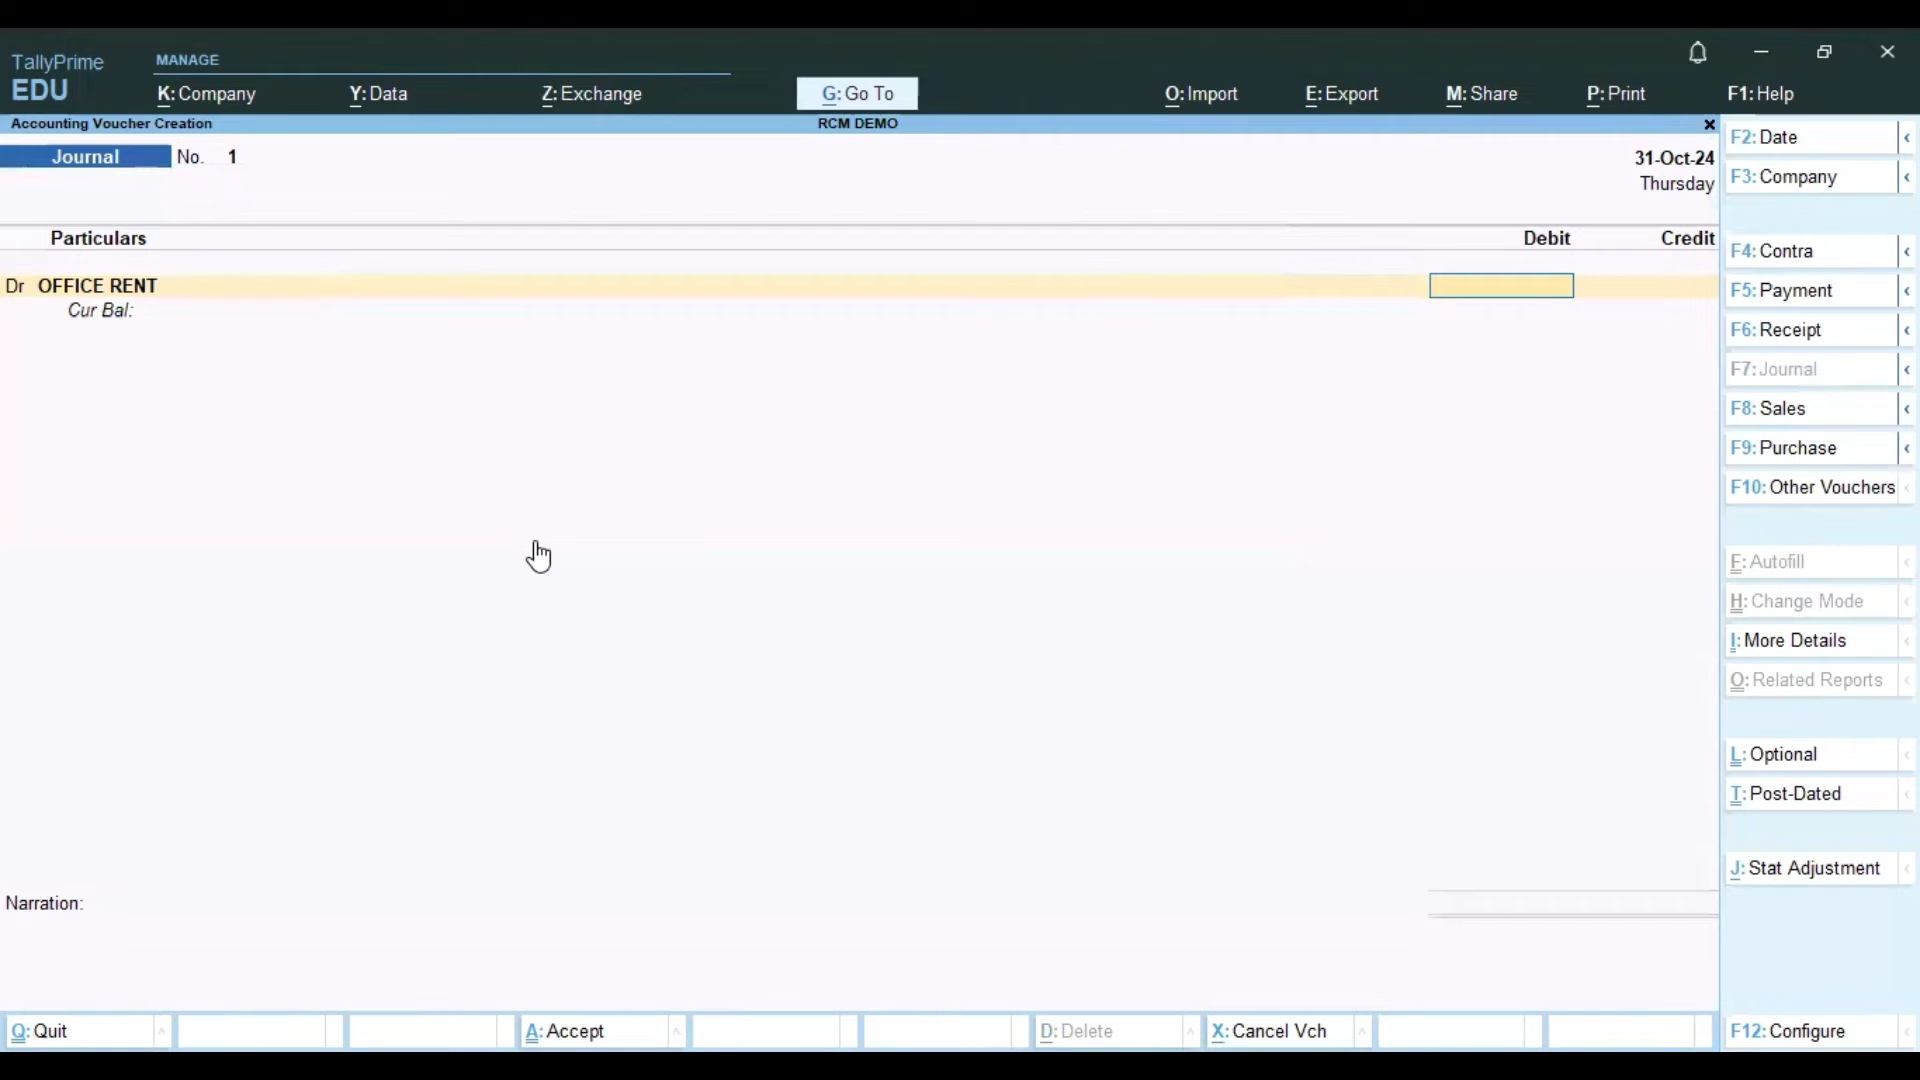 TallyPrime
EDU
MANAGE
K: Company
Y: Data
Z: Exchange
G: Go To
O: Import
E: Export
M: Share
P: Print
F1: Help
Accounting Voucher Creation
RCM DEMO
Journal No. 1
31-Oct-24
Thursday
Particulars Debit Credit
Dr OFFICE RENT
Cur Bal:
Narration:
F2: Date
F3: Company
F4: Contra
F5: Payment
F6: Receipt
F7: Journal
F8: Sales
F9: Purchase
F10: Other Vouchers
F: Autofill
H: Change Mode
I: More Details
O: Related Reports
L: Optional
T: Post-Dated
J: Stat Adjustment
Q: Quit
A: Accept
D: Delete
X: Cancel Vch
F12: Configure